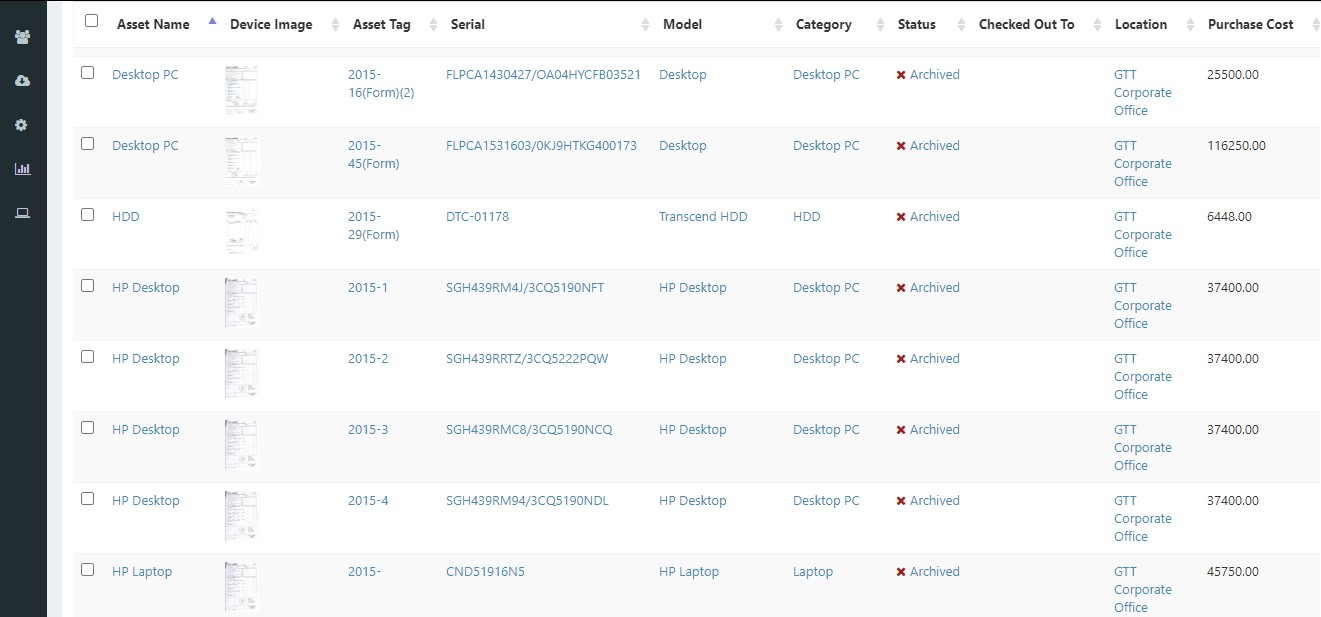 Asset Name Device Image Asset Tag Serial Model Category Status Checked Out To Location Purchase Cost
Desktop PC 2015- FLPCA1430427/OA04HYCFB03521 Desktop Desktop PC Archived GTT 25500.00
16(Form)(2) Corporate
Office
Desktop PC 2015- FLPCA1531603/0KJ9HTKG400173 Desktop Desktop PC Archived GTT 116250.00
45(Form) Corporate
Office
HDD 2015- DTC-01178 Transcend HDD HDD Archived GTT 6448.00
29(Form) Corporate
Office
HP Desktop 2015-1 SGH439RM4J/3CQ5190NFT HP Desktop Desktop PC Archived GTT 37400.00
Corporate
Office
HP Desktop 2015-2 SGH439RRTZ/3CQ5222PQW HP Desktop Desktop PC Archived GTT 37400.00
Corporate
Office
HP Desktop 2015-3 SGH439RMC8/3CQ5190NCQ HP Desktop Desktop PC Archived GTT 37400.00
Corporate
Office
HP Desktop 2015-4 SGH439RM94/3CQ5190NDL HP Desktop Desktop PC Archived GTT 37400.00
Corporate
Office
HP Laptop 2015- CND51916N5 HP Laptop Laptop Archived GTT 45750.00
Corporate
Office